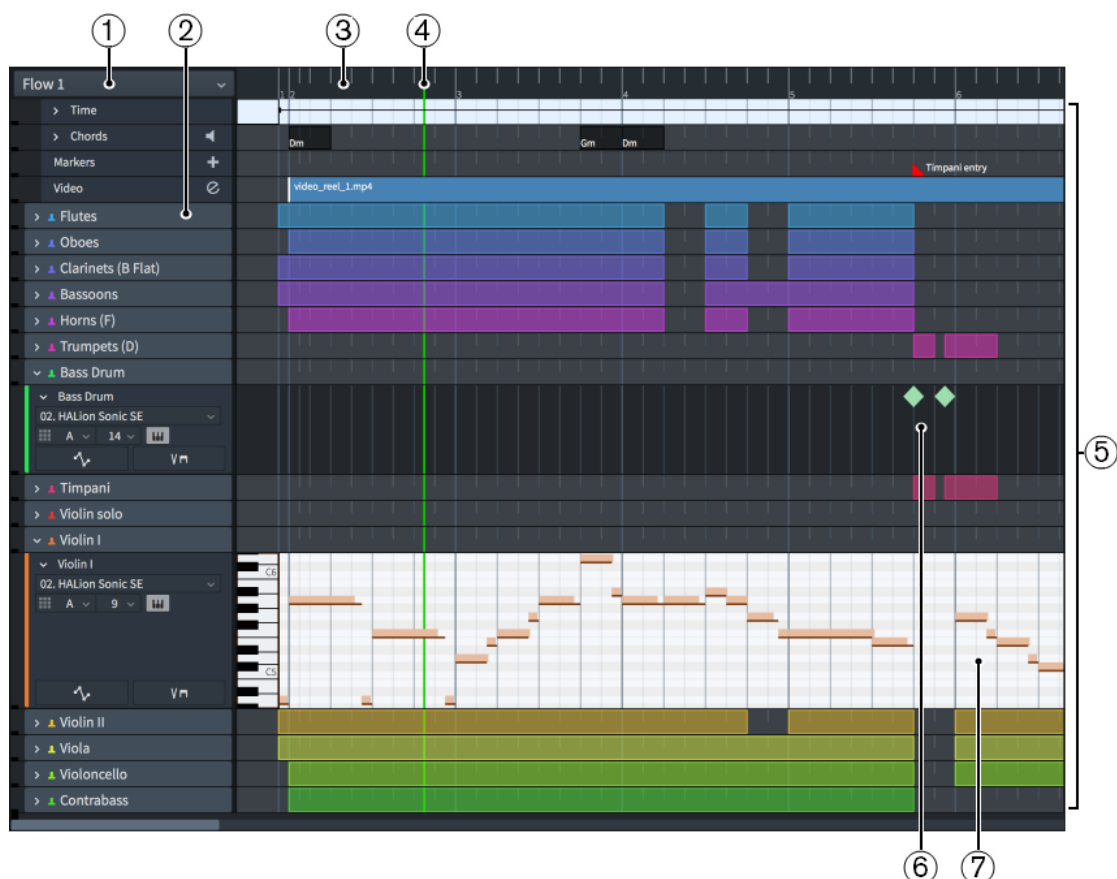 ① ② ③ ④
Flow 1
1 2 3 4 5 6
Time
Chords
Dm Gm Dm
Markers
Timpani entry
Video
video_reel_1.mp4
Flutes
Oboes
Clarinets (B Flat)
Bassoons
Horns (F)
Trumpets (D)
Bass Drum
Bass Drum
02. HALion Sonic SE
A 14
⑤
Timpani
Violin solo
Violin I
Violin I
C6
02. HALion Sonic SE
A 9
C5
Violin II
Viola
Violoncello
Contrabass
⑥ ⑦